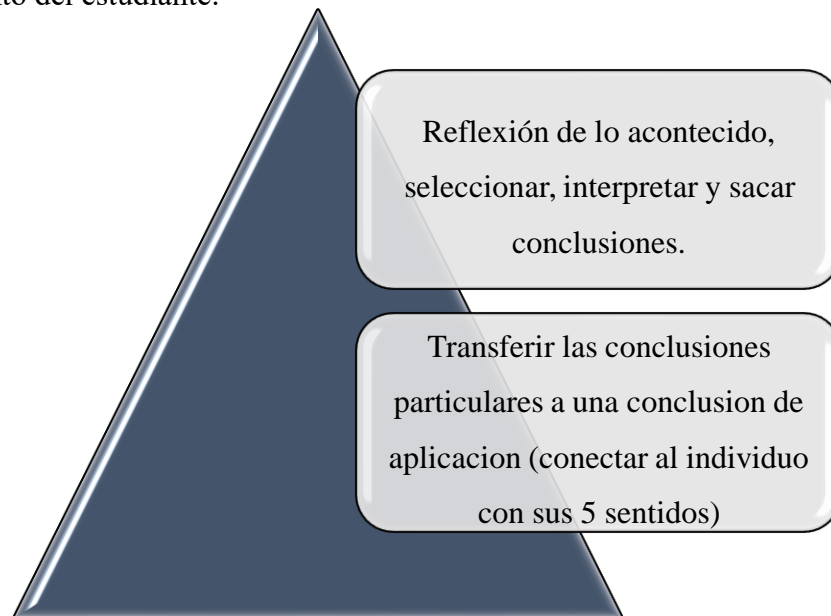 del estudiante.
Reflexión de lo acontecido,
seleccionar, interpretar y sacar
conclusiones.
Transferir las conclusiones
particulares a una conclusion de
aplicacion (conectar al individuo
con sus 5 sentidos)